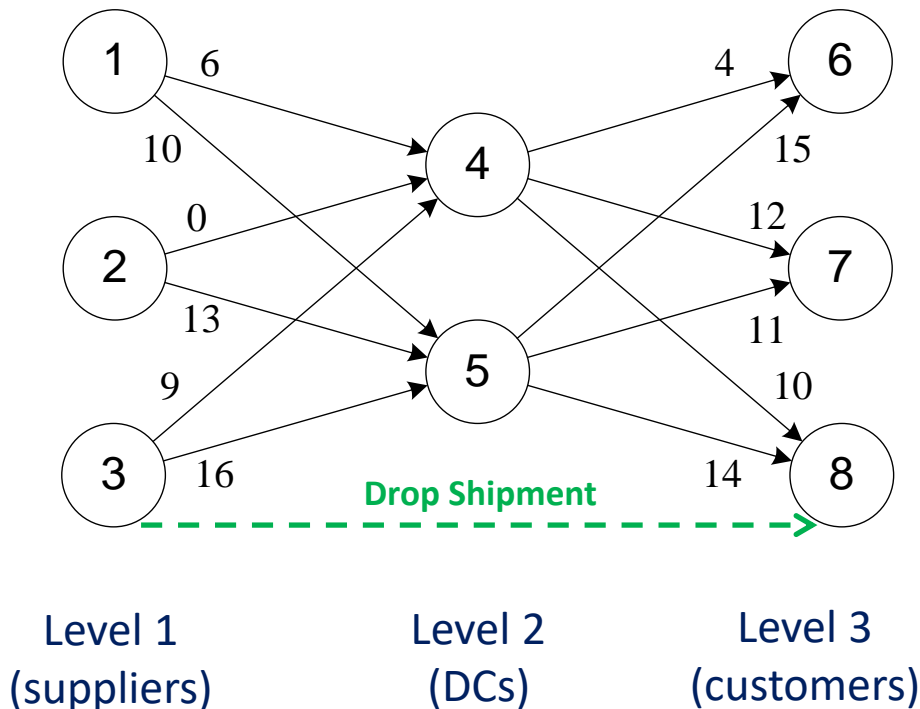 1
6
4
6
10
4
15
2
0
12
7
13
5
11
9
10
3
16
Drop Shipment
14
8
Level 1
(suppliers)
Level 2
(DCs)
Level 3
(customers)